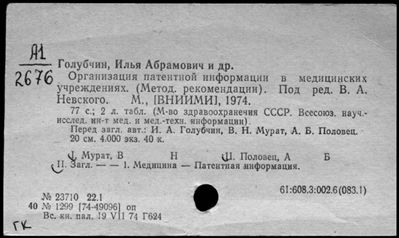 А1
2676
Голубчин, Илья Абрамович и др.
Организация патентной информации в медицинских
учреждениях. (Метод. рекомендации). Под ред. В. А.
Невского. М., [ВНИИМИ], 1974.
77 с.; 2 л. табл. (М-во здравоохранения СССР. Всесоюз. науч.-
исслед. ин-т мед. и мед.-техн. информации).
Перед загл. авт.: И. А. Голубчин, В. Н. Мурат, А. Б. Половец.
20 см. 4.000 экз. 40 к.
I. Мурат, В Н II. Половец, А Б
II. Загл. — — 1. Медицина — Патентная информация.
61:608.3:002.6(083.1)
№ 23710 22.1
40 № 1299 [74-49096] оп
Вс. кн. пал. 19 VII 74 Г624
ГК